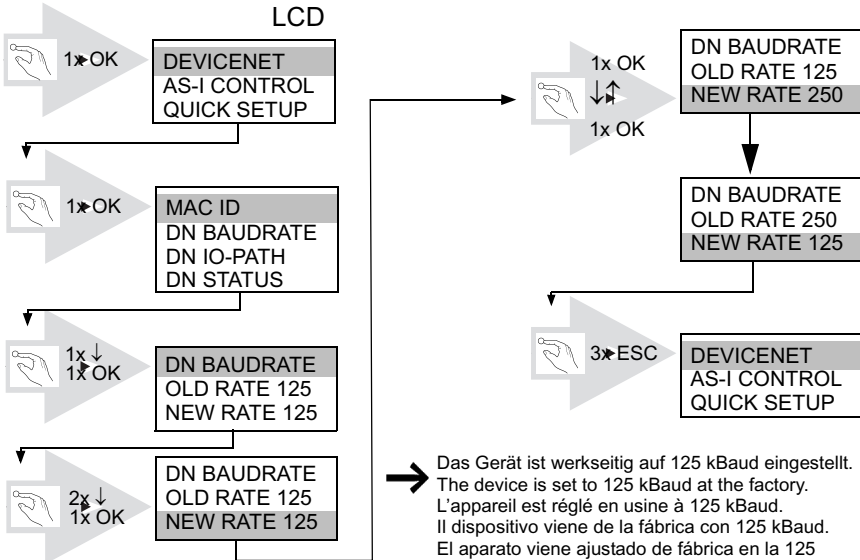 LCD
1x OK
DEVICENET
AS-I CONTROL
QUICK SETUP
1x OK
MAC ID
DN BAUDRATE
DN IO-PATH
DN STATUS
1x ↓
1x OK
DN BAUDRATE
OLD RATE 125
NEW RATE 125
2x ↓
1x OK
DN BAUDRATE
OLD RATE 125
NEW RATE 125
1x OK
↓↑
1x OK
DN BAUDRATE
OLD RATE 125
NEW RATE 250
DN BAUDRATE
OLD RATE 250
NEW RATE 125
3x ESC
DEVICENET
AS-I CONTROL
QUICK SETUP
Das Gerät ist werkseitig auf 125 kBaud eingestellt.
The device is set to 125 kBaud at the factory.
L'appareil est réglé en usine à 125 kBaud.
Il dispositivo viene de la fábrica con 125 kBaud.
El aparato viene ajustado de fábrica en la 125